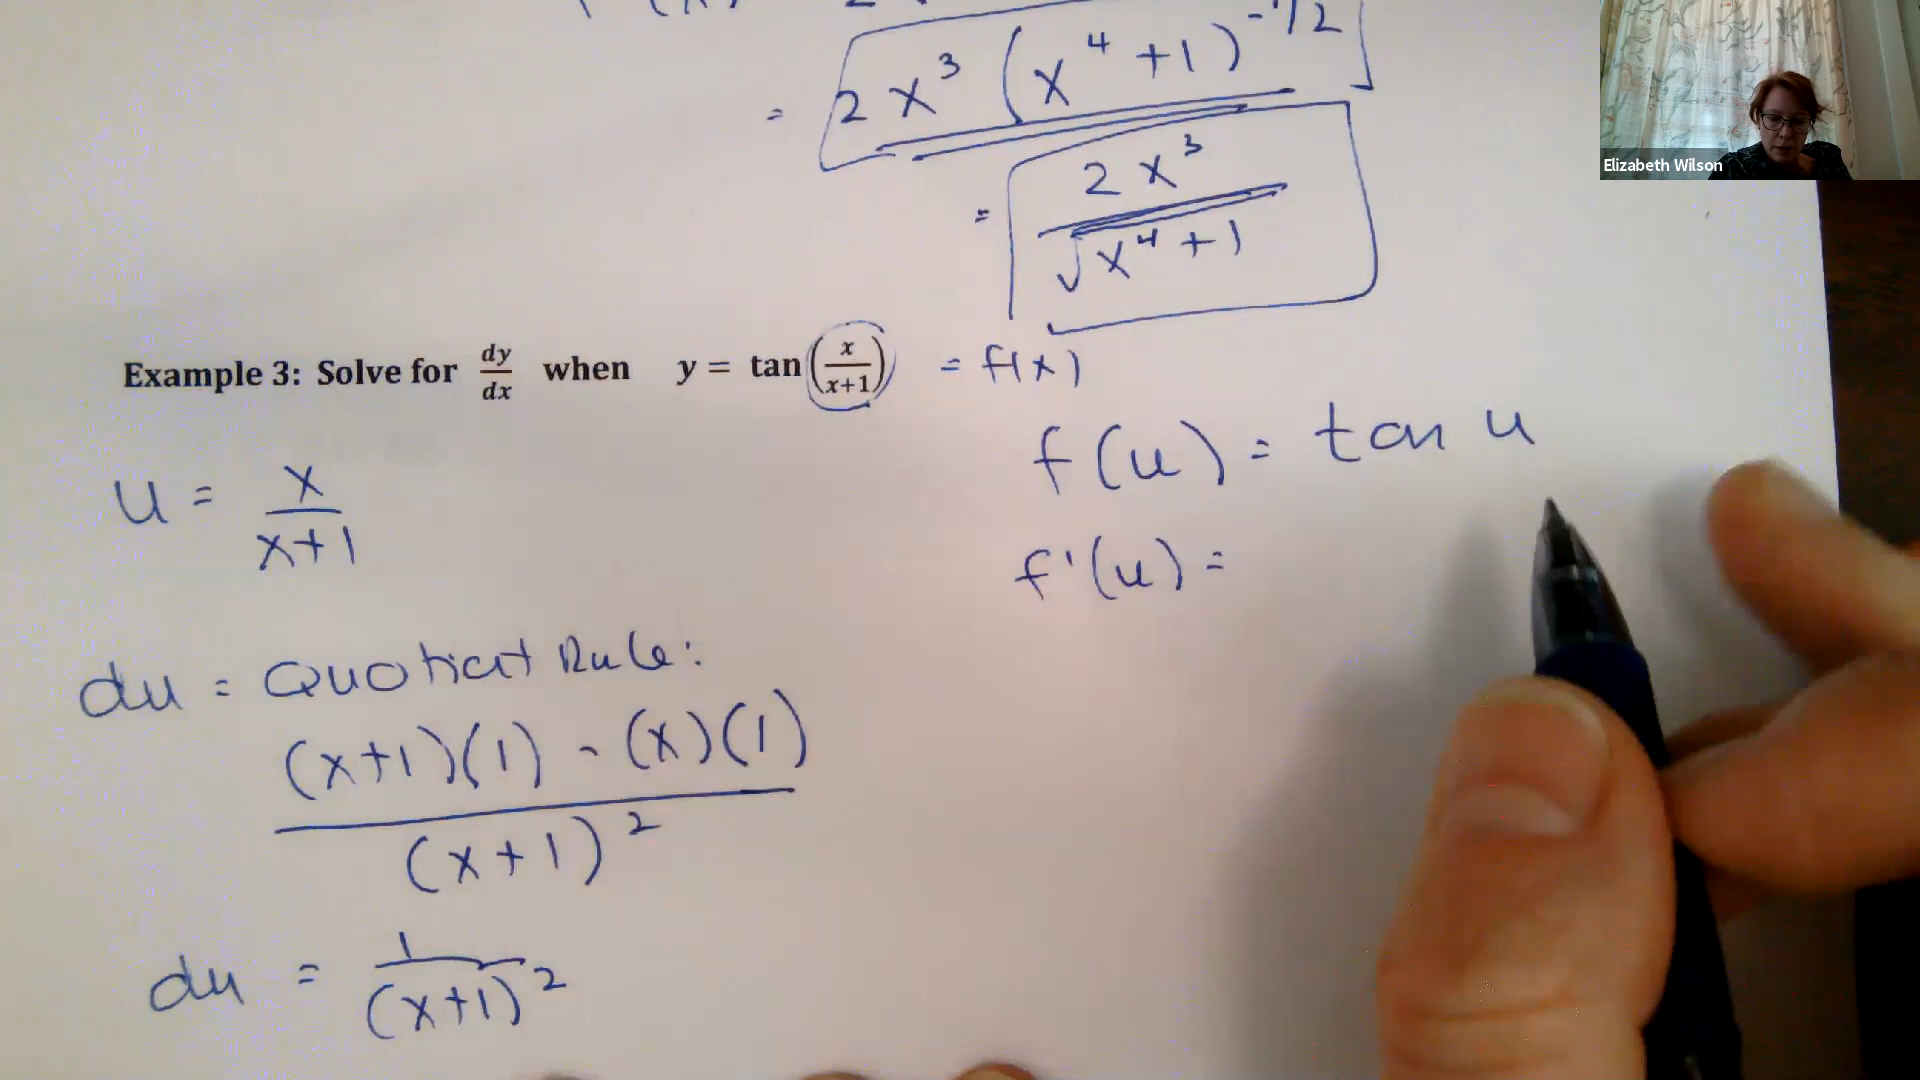 = 2x³ (x⁴ + 1)^-1/2
= 2x³ / √x⁴ + 1
Elizabeth Wilson
Example 3: Solve for dy/dx when y = tan(x/x+1) = f(x)
f(u) = tan u
u = x / x+1
f'(u) =
du = Quotient Rule:
(x+1)(1) - (x)(1)
(x+1)²
du = 1 / (x+1)²